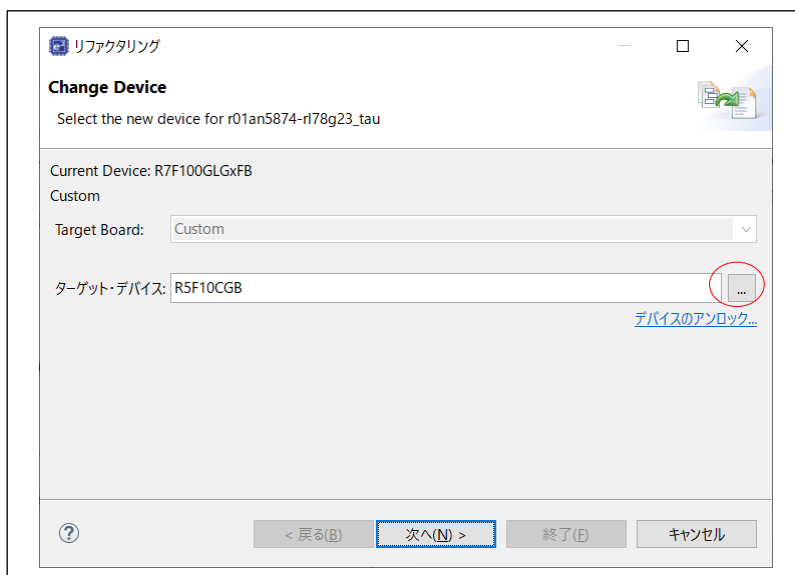 リファクタリング
Change Device
Select the new device for r01an5874-rl78g23_tau
Current Device: R7F100GLGxFB
Custom
Target Board: Custom
ターゲット・デバイス: R5F10CGB ...
デバイスのアンロック...
< 戻る(B) 次へ(N) > 終了(F) キャンセル